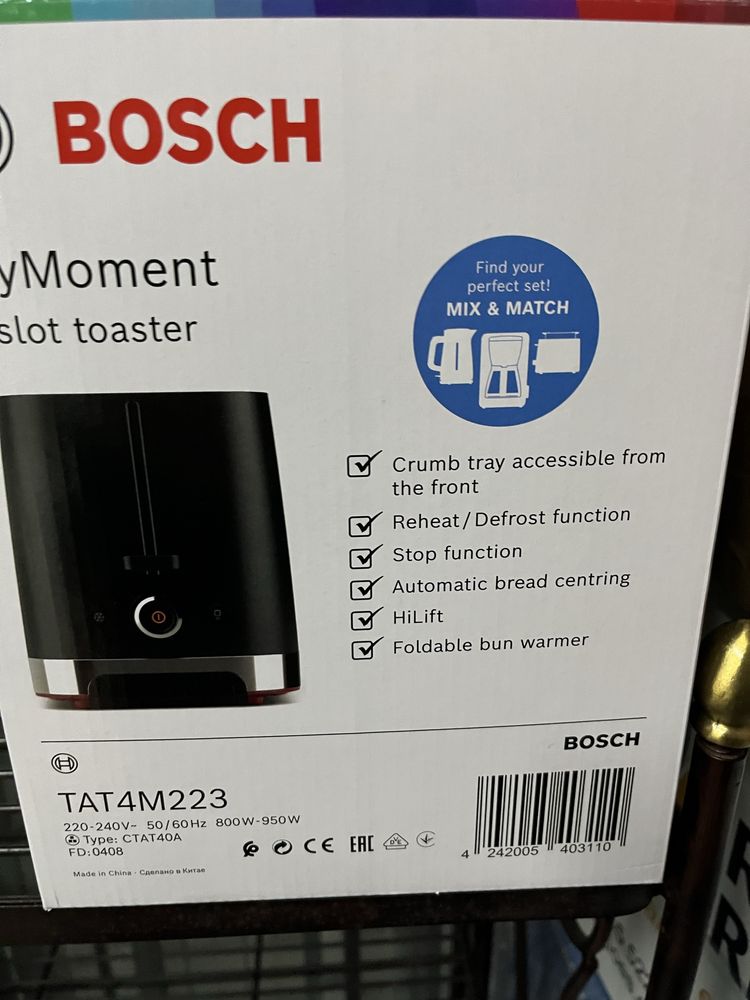 BOSCH
yMoment
slot toaster
Find your
perfect set!
MIX & MATCH
Crumb tray accessible from
the front
Reheat/Defrost function
Stop function
Automatic bread centring
HiLift
Foldable bun warmer
BOSCH
TAT4M223
220-240V~ 50/60Hz 800W-950W
Type: CTAT40A
FD:0408
CE EAC
Made in China · Сделано в Китае
4 242005 403110